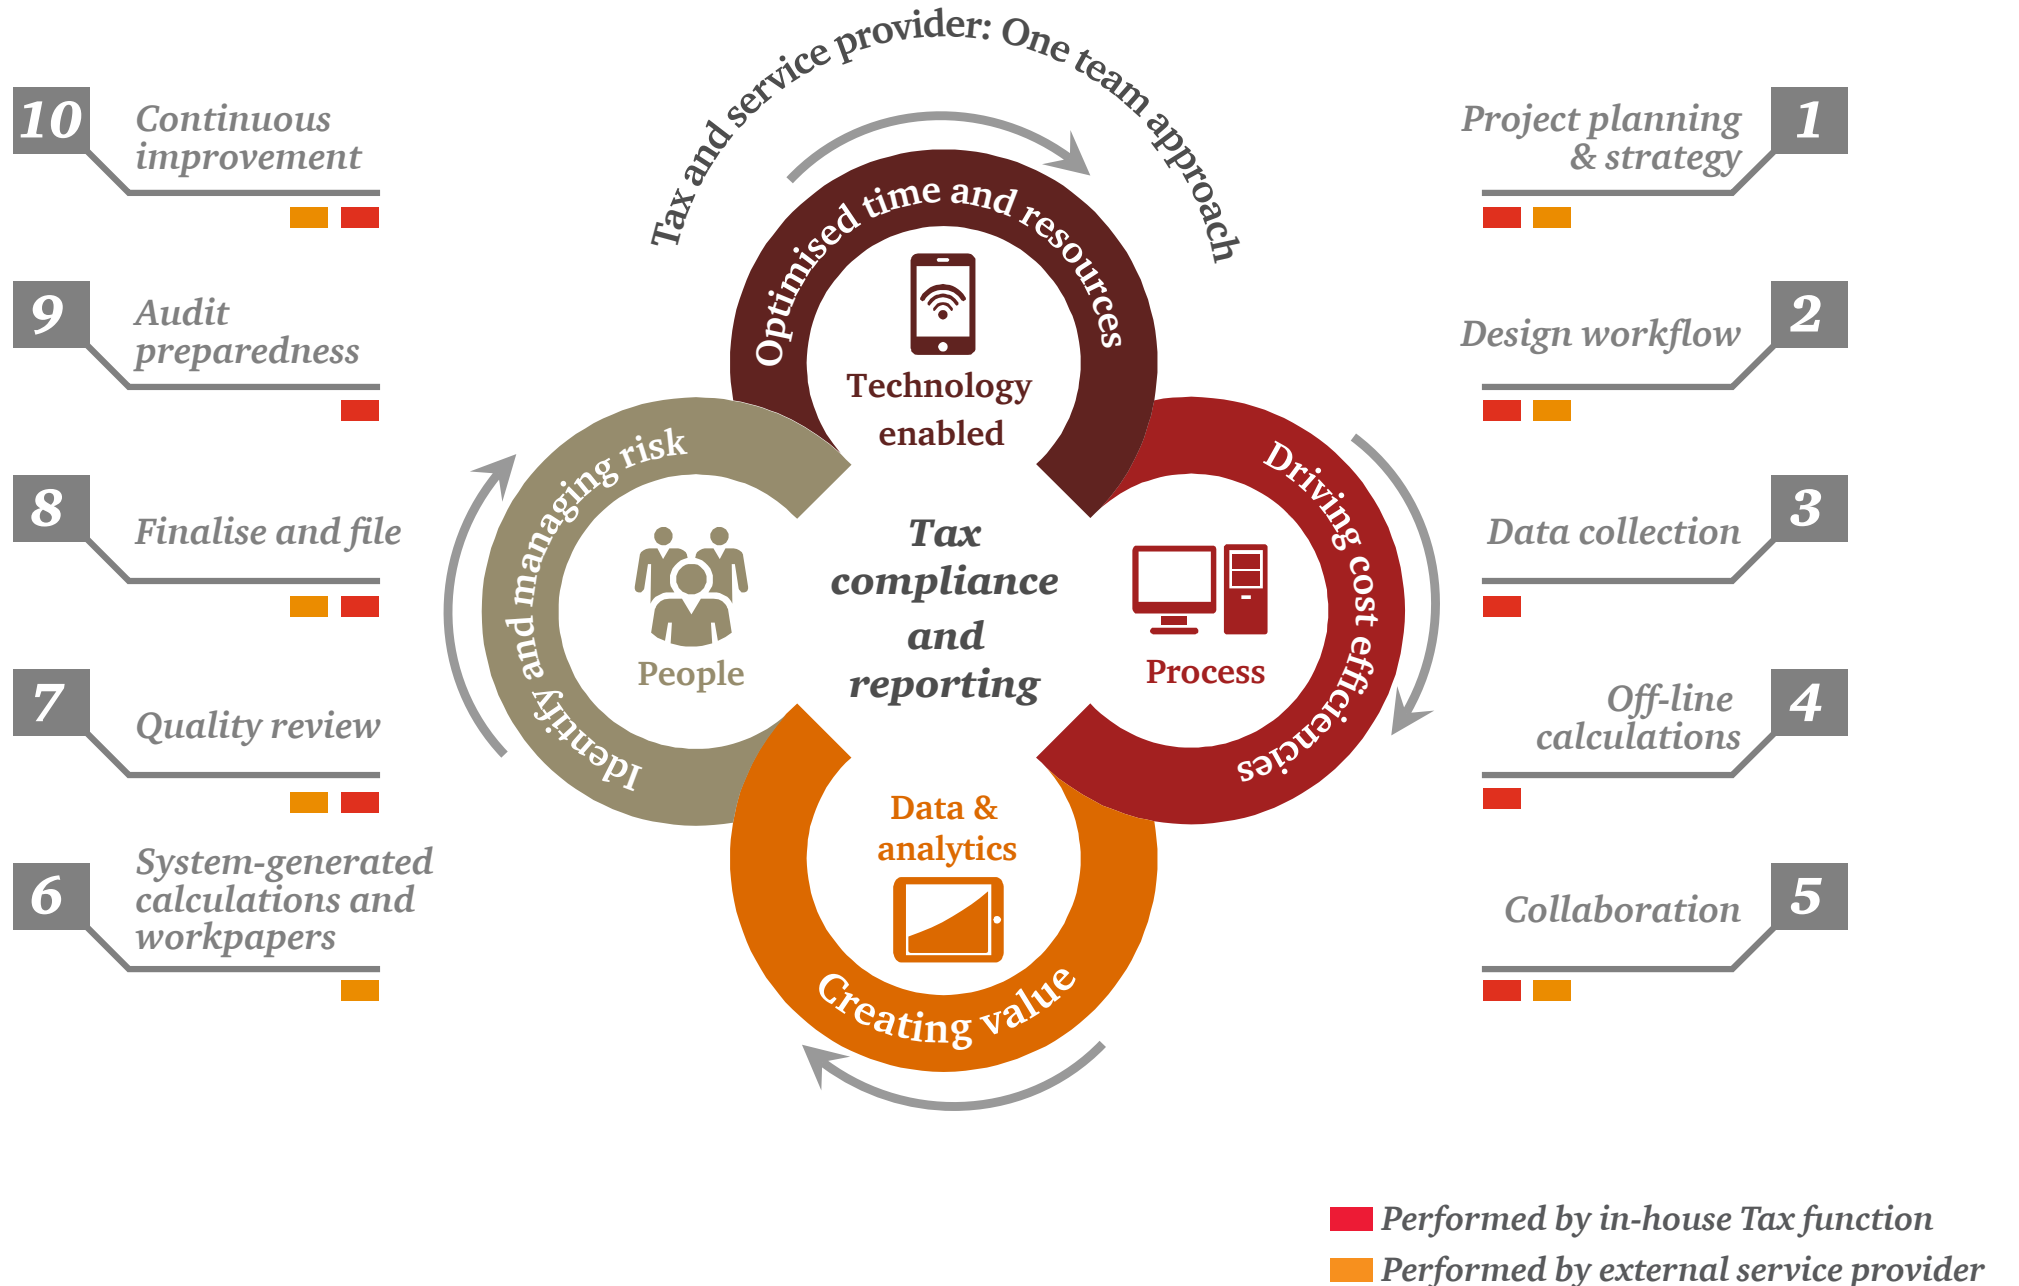 Tax and service provider: One team approach
10
Continuous
improvement
9
Audit
preparedness
8
Finalise and file
7
Quality review
6
System-generated
calculations and
workpapers
Optimised time and resources
Technology
enabled
Identify and managing risk
People
Tax
compliance
and
reporting
Driving cost efficiencies
Process
Data &
analytics
Creating value
Project planning
& strategy
1
Design workflow
2
Data collection
3
Off-line
calculations
4
Collaboration
5
Performed by in-house Tax function
Performed by external service provider